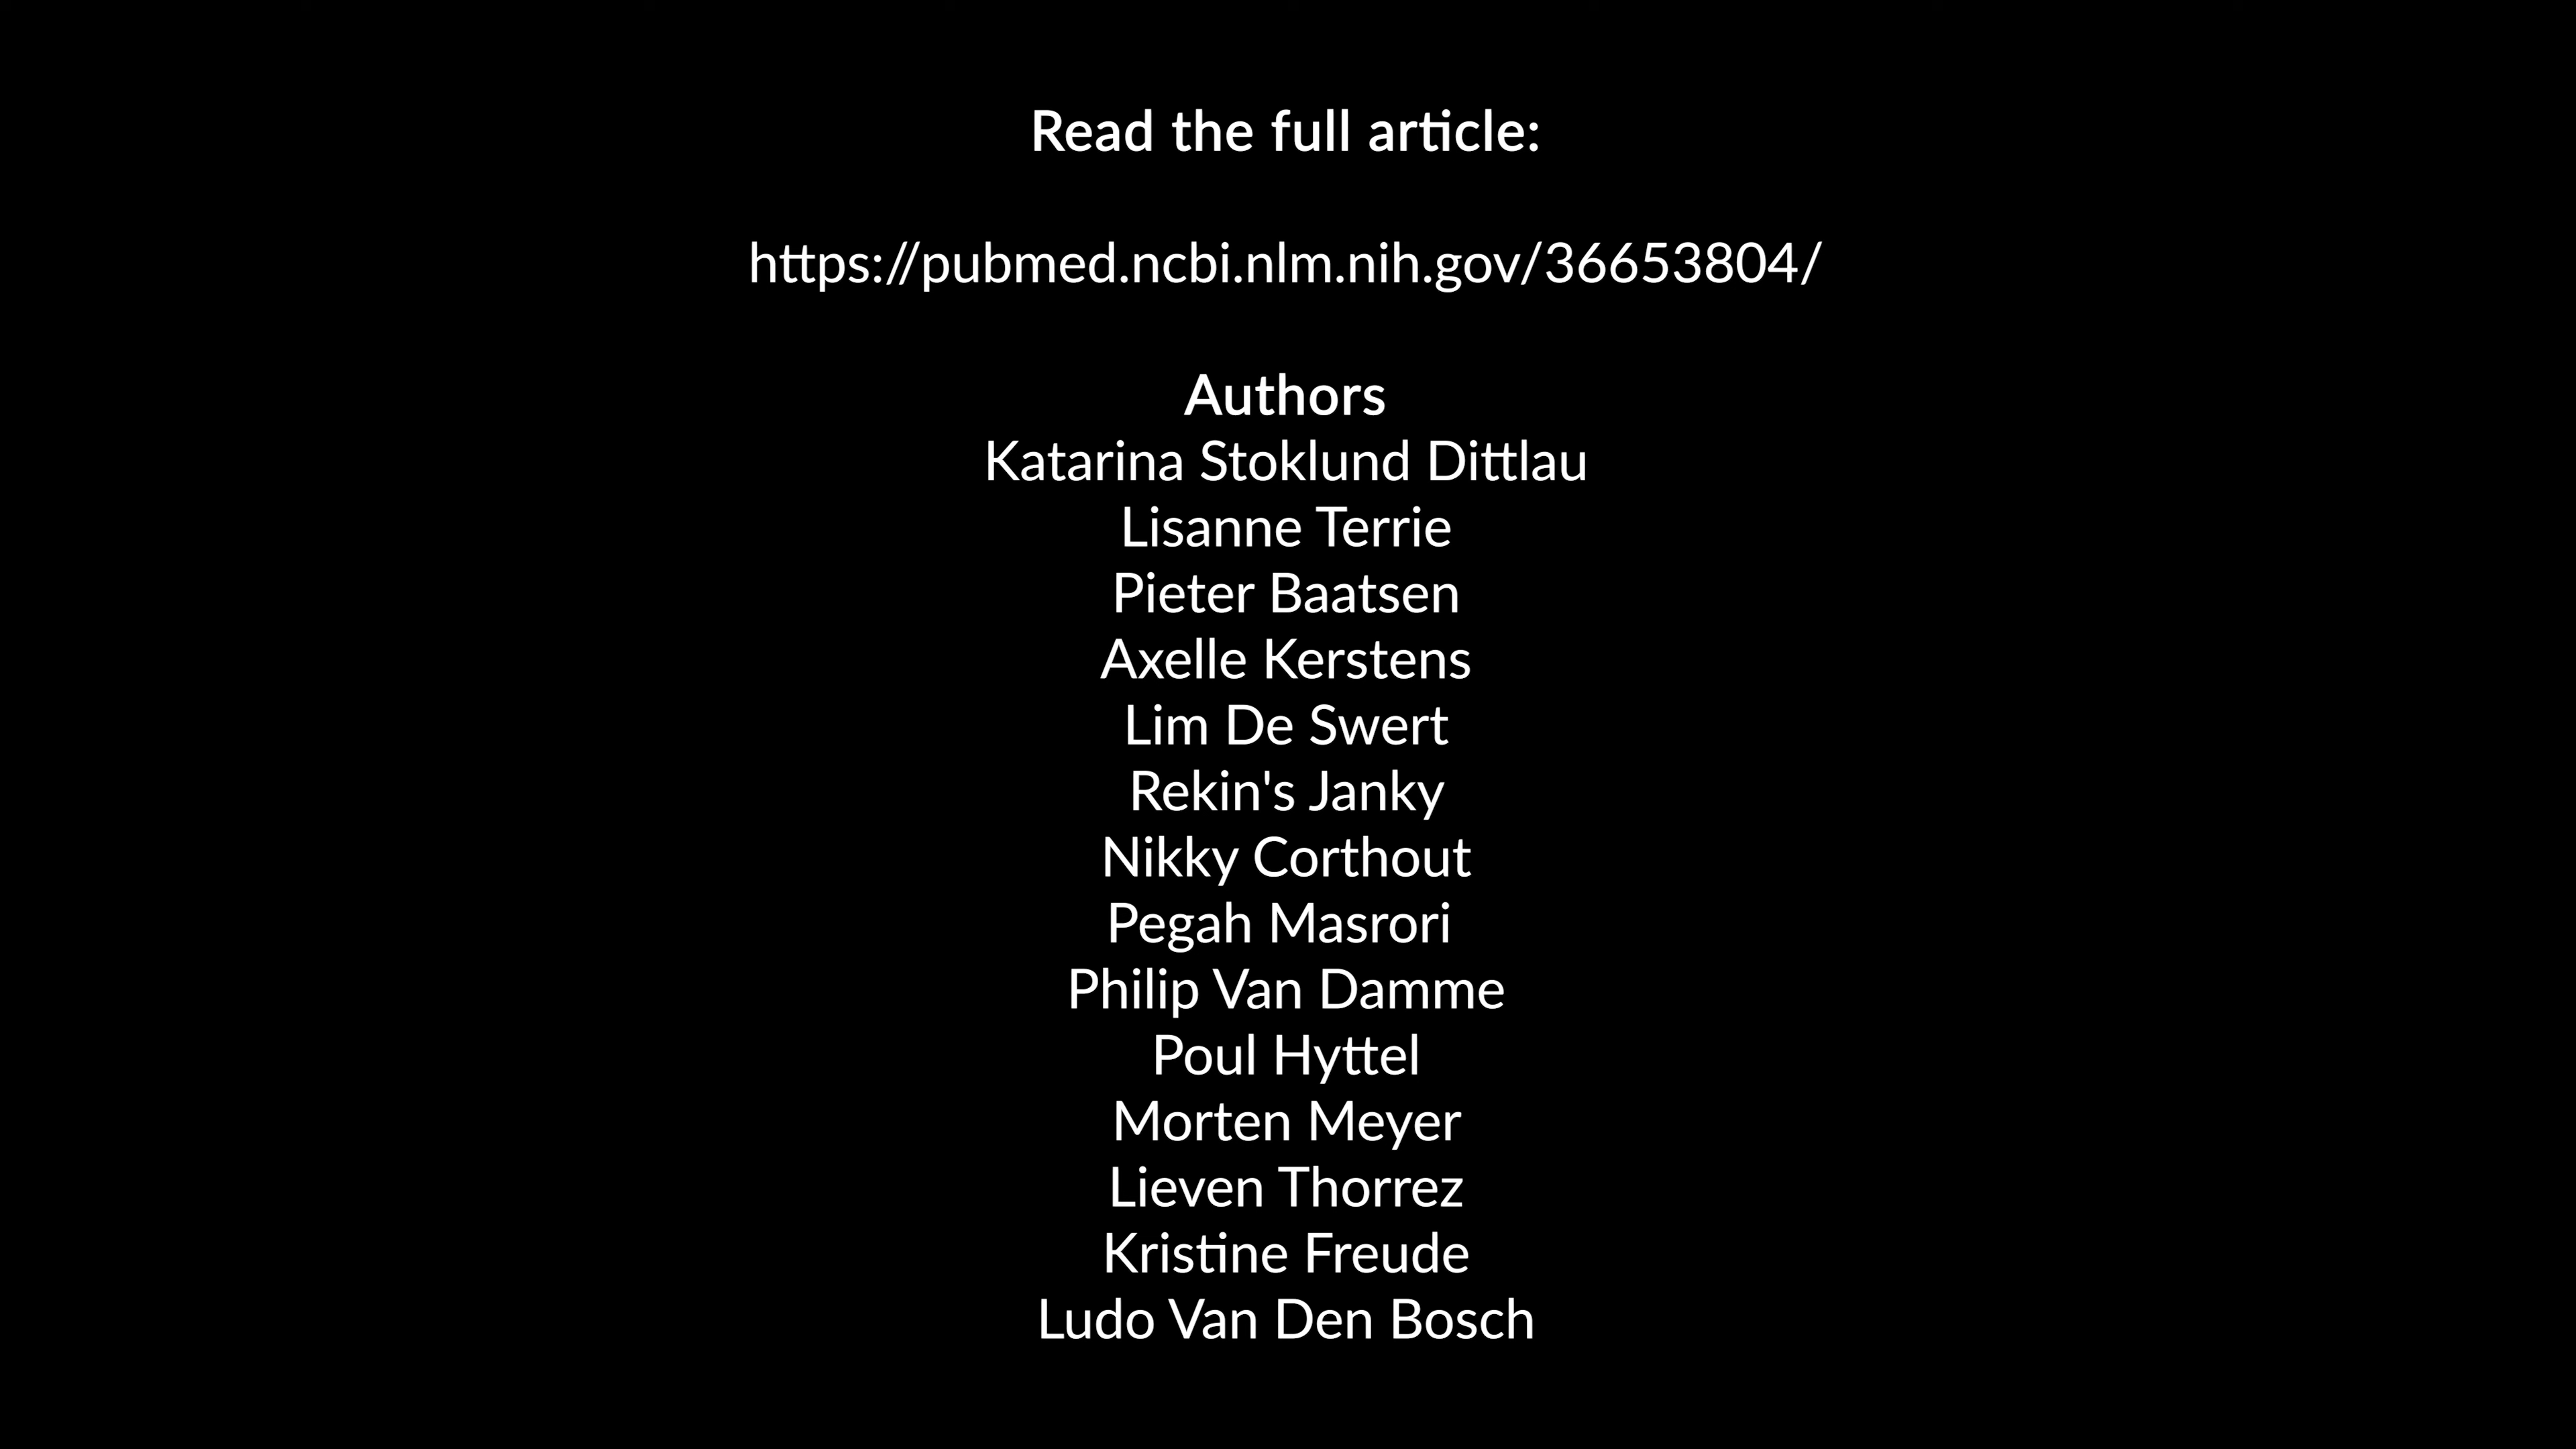 Read the full article:
https://pubmed.ncbi.nlm.nih.gov/36653804/
Authors
Katarina Stoklund Dittlau
Lisanne Terrie
Pieter Baatsen
Axelle Kerstens
Lim De Swert
Rekin's Janky
Nikky Corthout
Pegah Masrori
Philip Van Damme
Poul Hyttel
Morten Meyer
Lieven Thorrez
Kristine Freude
Ludo Van Den Bosch